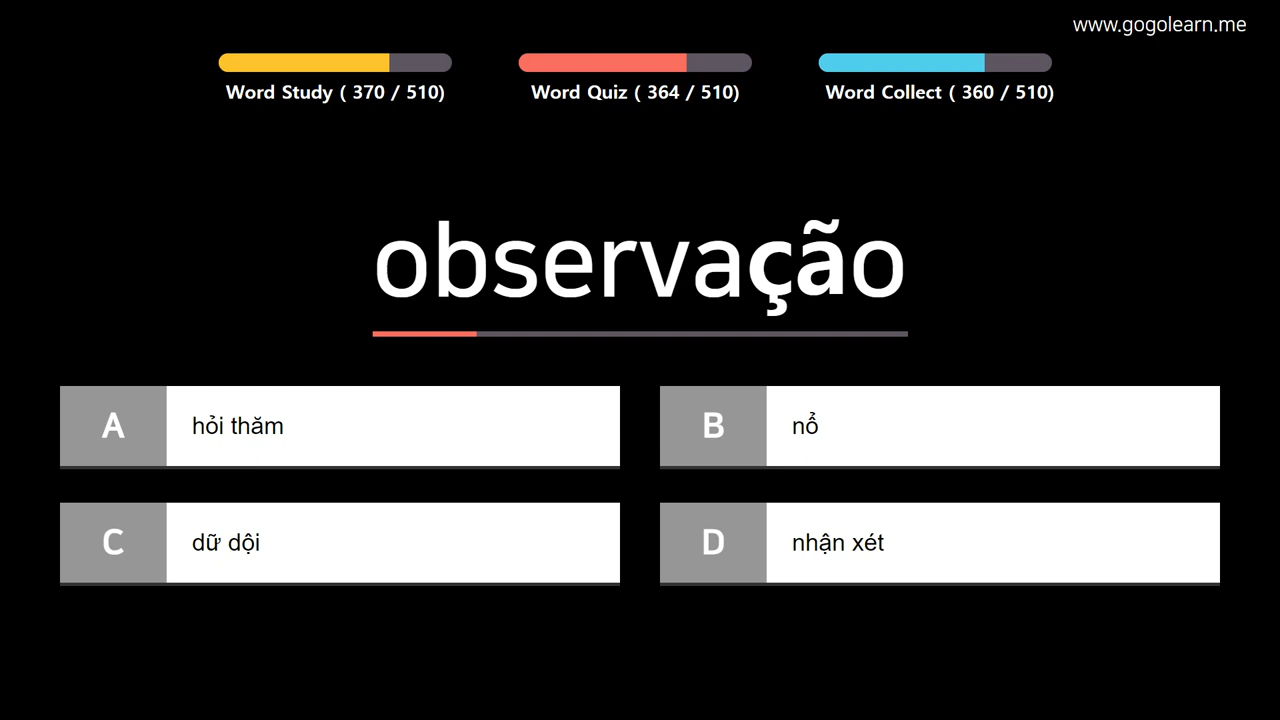 www.gogolearn.me
Word Study ( 370 / 510)
Word Quiz ( 364 / 510)
Word Collect ( 360 / 510)
observação
A hỏi thăm
B nổ
C dữ dội
D nhận xét